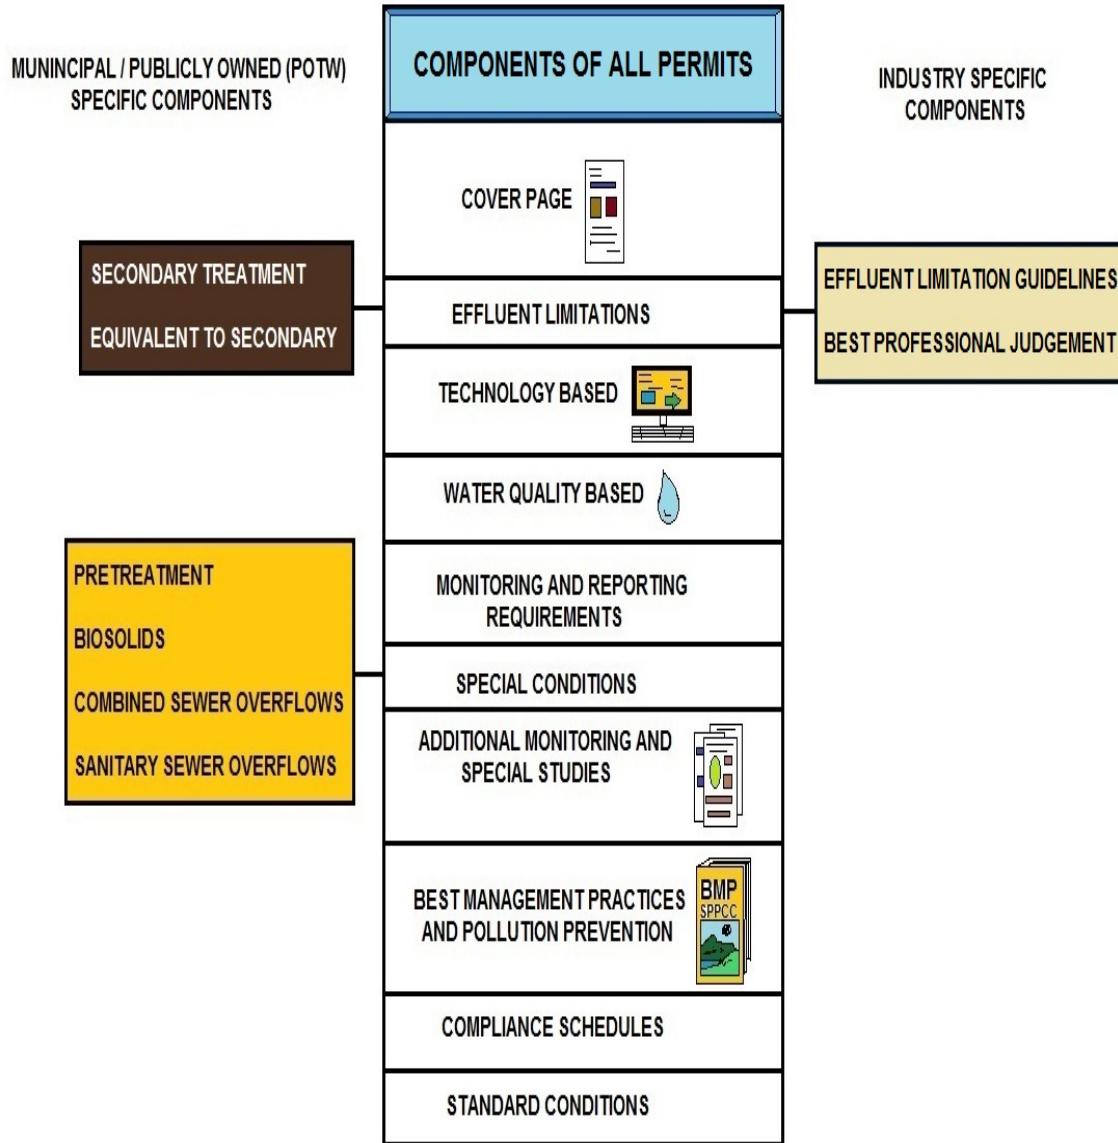 MUNINCIPAL / PUBLICLY OWNED (POTW)
SPECIFIC COMPONENTS
COMPONENTS OF ALL PERMITS
INDUSTRY SPECIFIC
COMPONENTS
COVER PAGE
SECONDARY TREATMENT
EQUIVALENT TO SECONDARY
EFFLUENT LIMITATIONS
EFFLUENT LIMITATION GUIDELINES
BEST PROFESSIONAL JUDGEMENT
TECHNOLOGY BASED
WATER QUALITY BASED
MONITORING AND REPORTING
REQUIREMENTS
PRETREATMENT
BIOSOLIDS
COMBINED SEWER OVERFLOWS
SANITARY SEWER OVERFLOWS
SPECIAL CONDITIONS
ADDITIONAL MONITORING AND
SPECIAL STUDIES
BEST MANAGEMENT PRACTICES
AND POLLUTION PREVENTION
BMP
SPPCC
COMPLIANCE SCHEDULES
STANDARD CONDITIONS